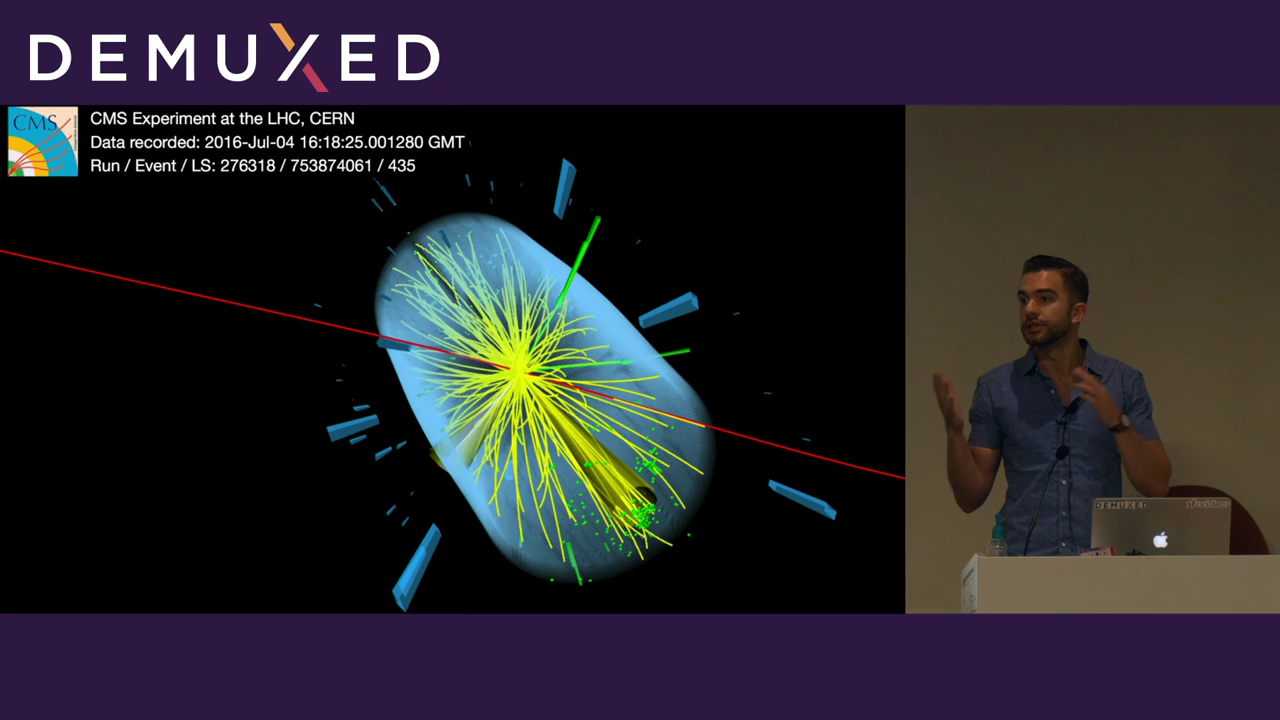 DEMUXED
CMS
CMS Experiment at the LHC, CERN
Data recorded: 2016-Jul-04 16:18:25.001280 GMT
Run / Event / LS: 276318 / 753874061 / 435
DEMUXED